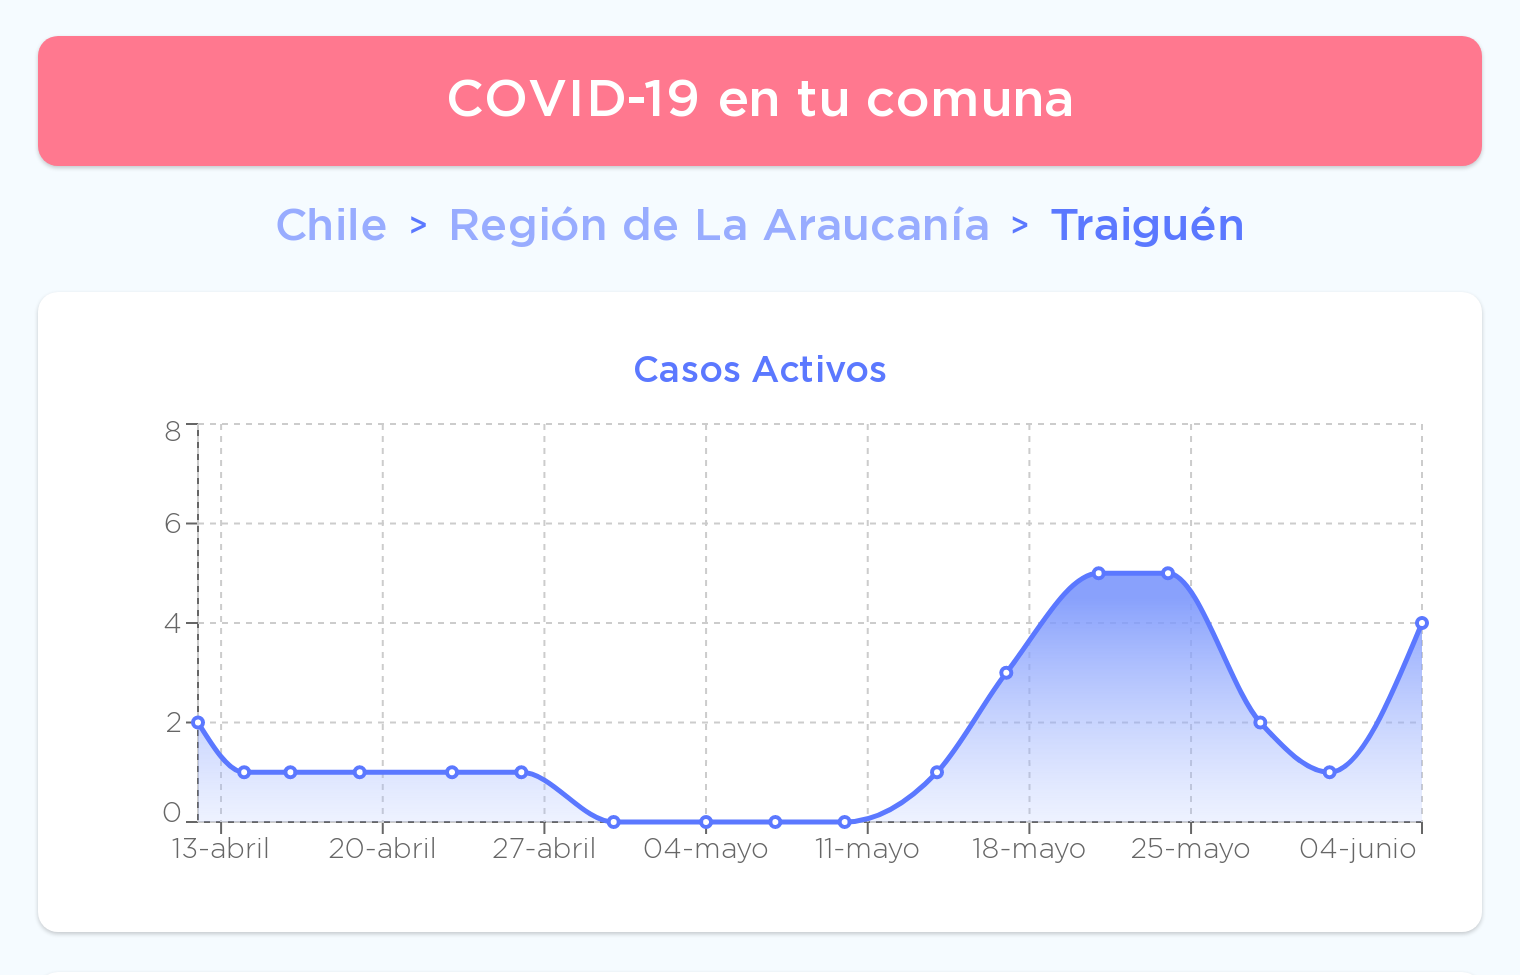 COVID-19 en tu comuna
Chile > Región de La Araucanía > Traiguén
Casos Activos
8
6
4
2
0
13-abril 20-abril 27-abril 04-mayo 11-mayo 18-mayo 25-mayo 04-junio